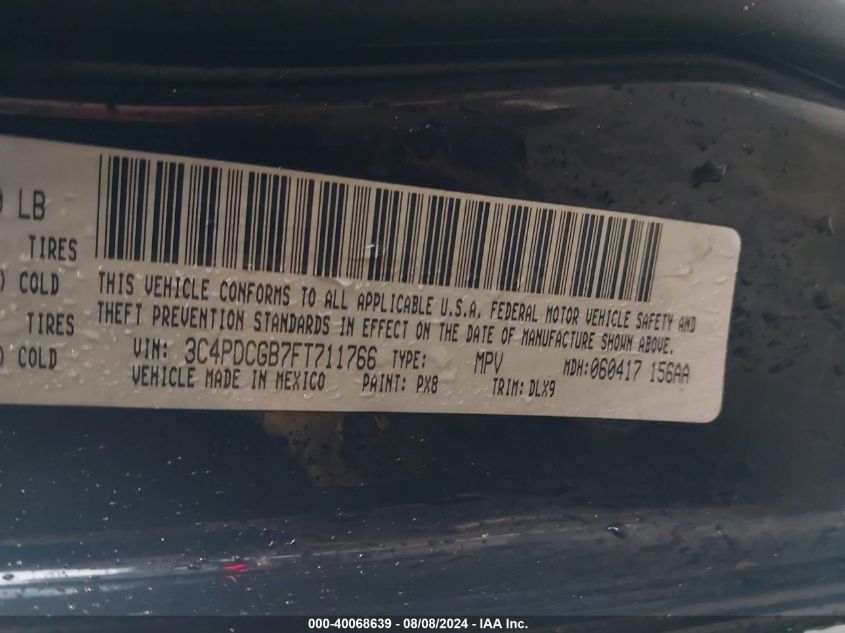 LB
TIRES
) COLD
TIRES
) COLD
THIS VEHICLE CONFORMS TO ALL APPLICABLE U.S.A. FEDERAL MOTOR VEHICLE SAFETY AND
THEFT PREVENTION STANDARDS IN EFFECT ON THE DATE OF MANUFACTURE SHOWN ABOVE.
VIN: 3C4PDCGB7FT711766 TYPE: MPV MDH:060417 156AA
VEHICLE MADE IN MEXICO PAINT: PX8 TRIM: DLX9
000-40068639 - 08/08/2024 - IAA Inc.